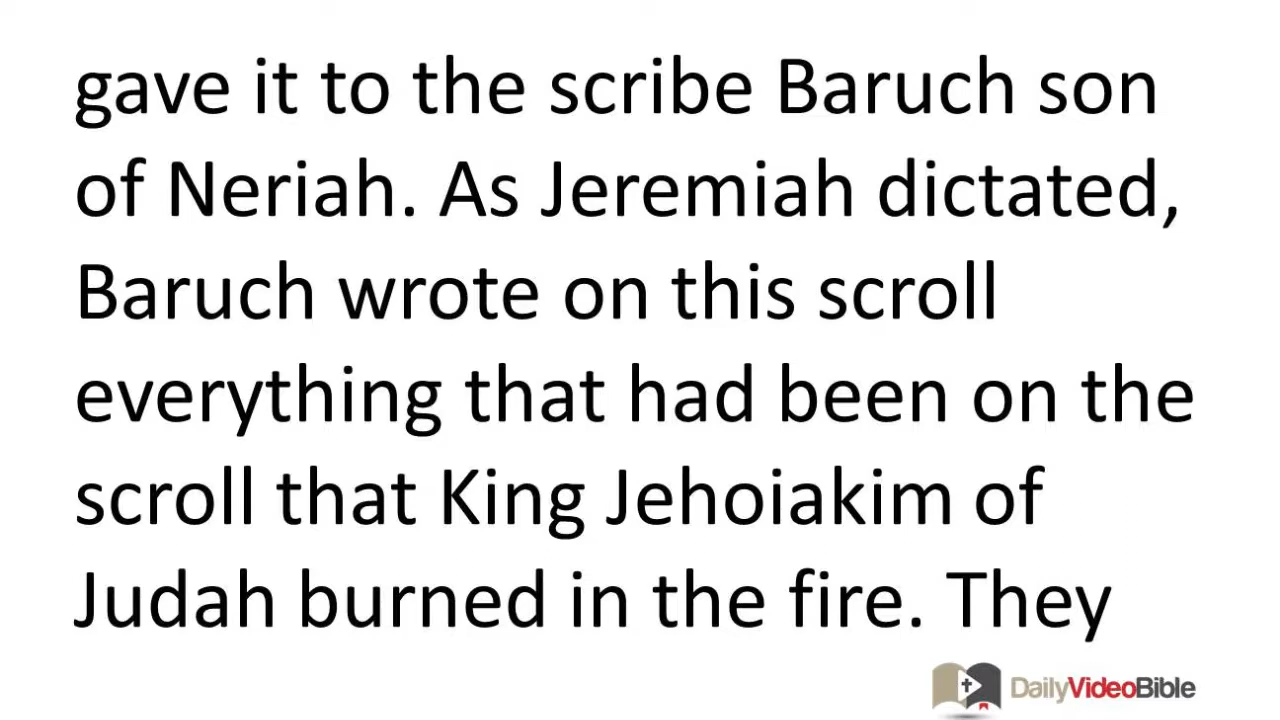 gave it to the scribe Baruch son
of Neriah. As Jeremiah dictated,
Baruch wrote on this scroll
everything that had been on the
scroll that King Jehoiakim of
Judah burned in the fire. They
DailyVideoBible